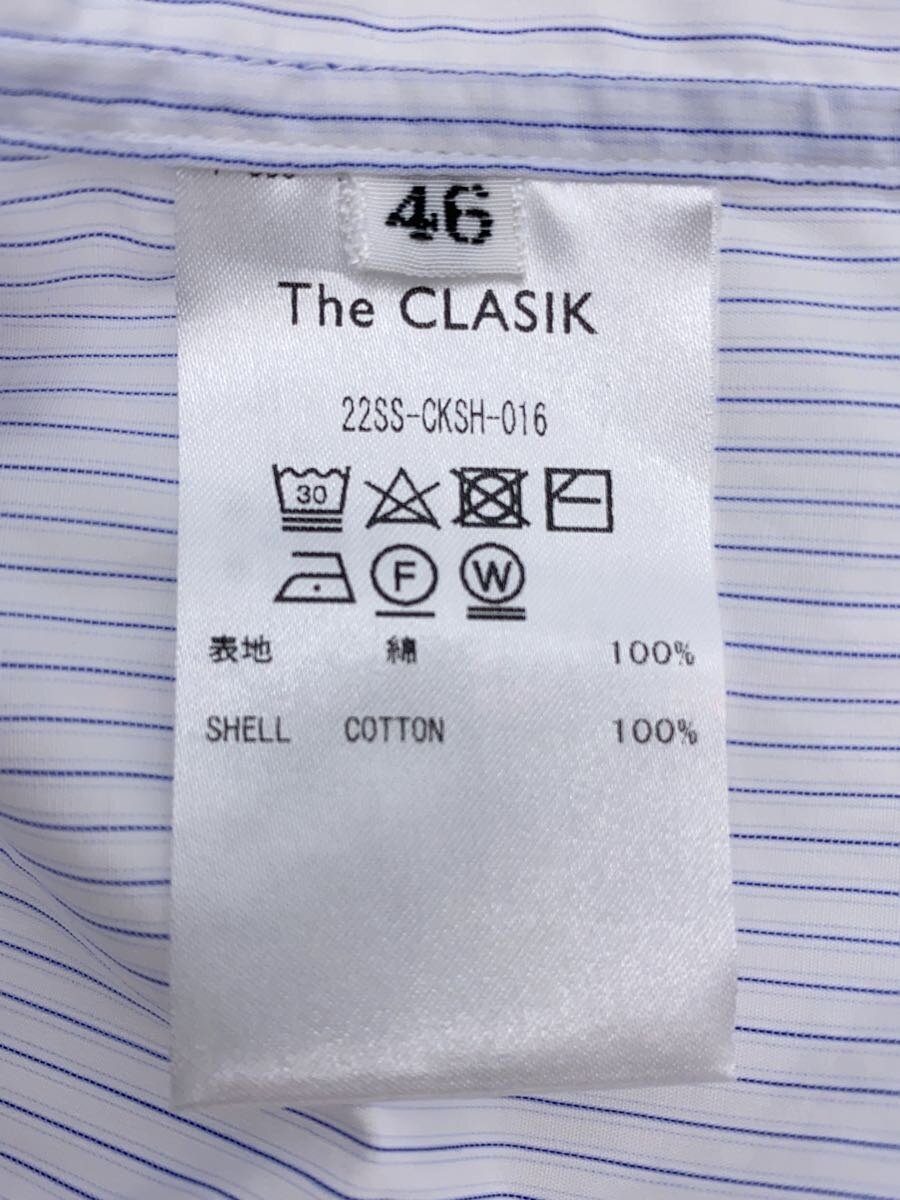 46
The CLASIK
22SS-CKSH-016
30
F W
表地 綿 100%
SHELL COTTON 100%